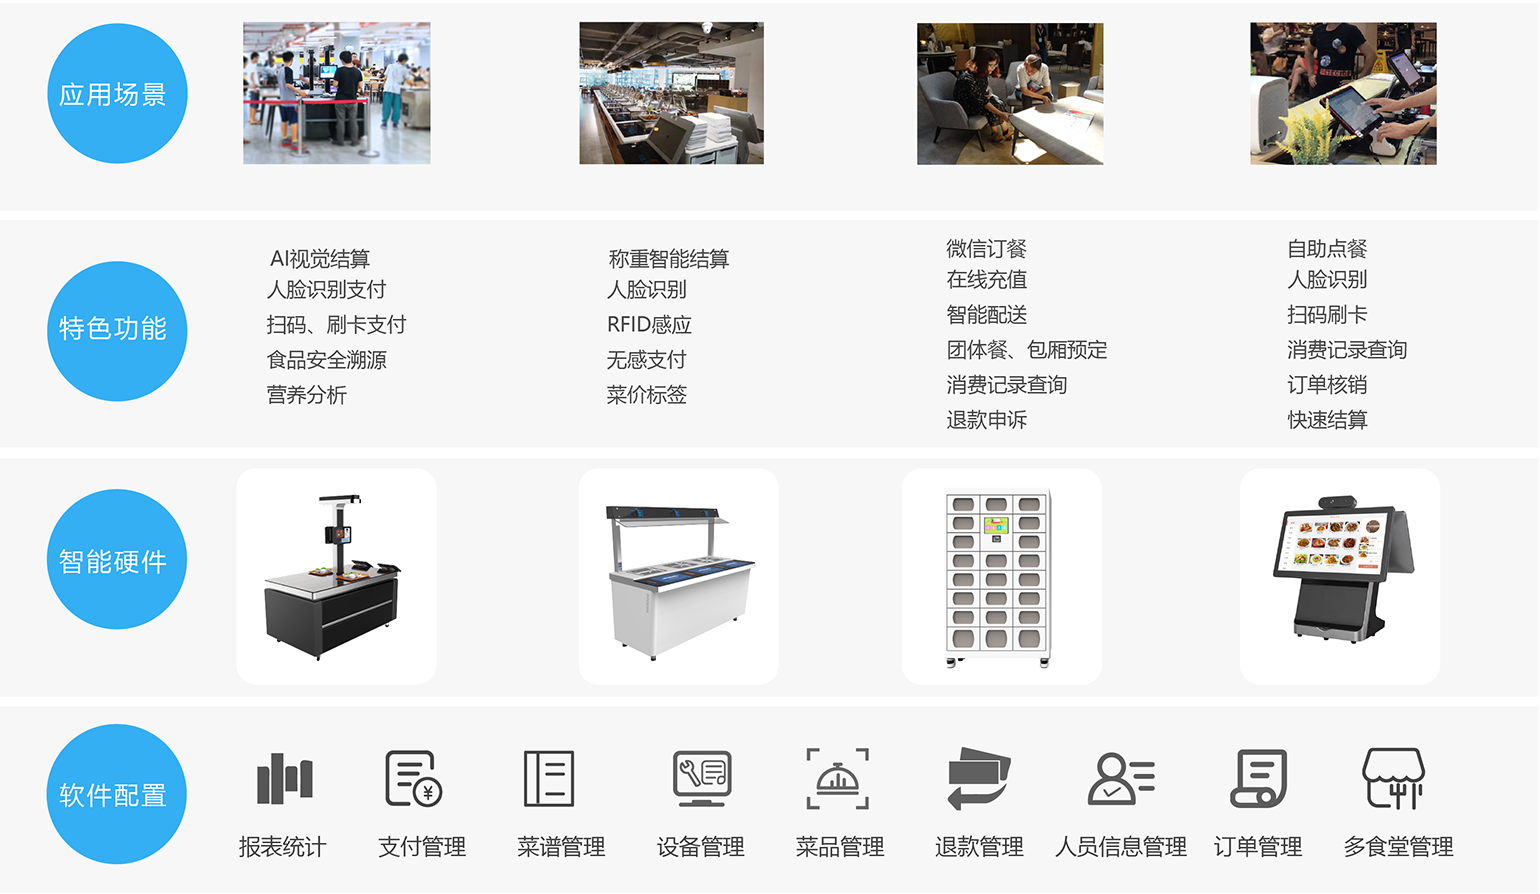 应用场景
特色功能
AI视觉结算
人脸识别支付
扫码、刷卡支付
食品安全溯源
营养分析
称重智能结算
人脸识别
RFID感应
无感支付
菜价标签
微信订餐
在线充值
智能配送
团体餐、包厢预定
消费记录查询
退款申诉
自助点餐
人脸识别
扫码刷卡
消费记录查询
订单核销
快速结算
智能硬件
软件配置
报表统计
支付管理
菜谱管理
设备管理
菜品管理
退款管理
人员信息管理
订单管理
多食堂管理